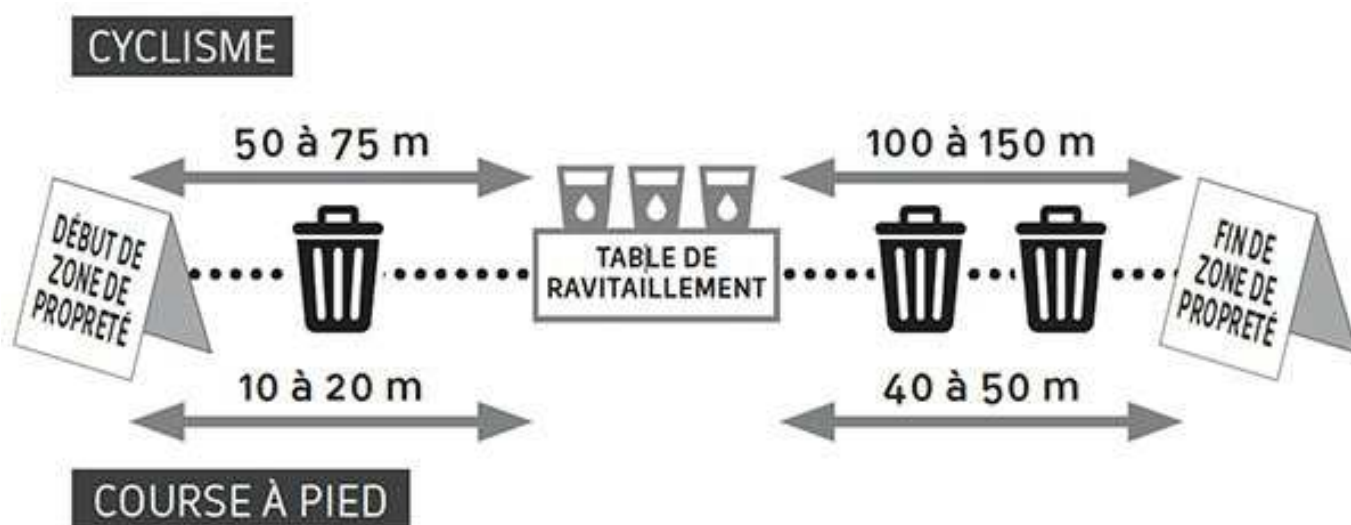 CYCLISME
50 à 75 m
100 à 150 m
DÉBUT DE
ZONE DE
PROPRETÉ
TABLE DE
RAVITAILLEMENT
FIN DE
ZONE DE
PROPRETÉ
10 à 20 m
40 à 50 m
COURSE À PIED